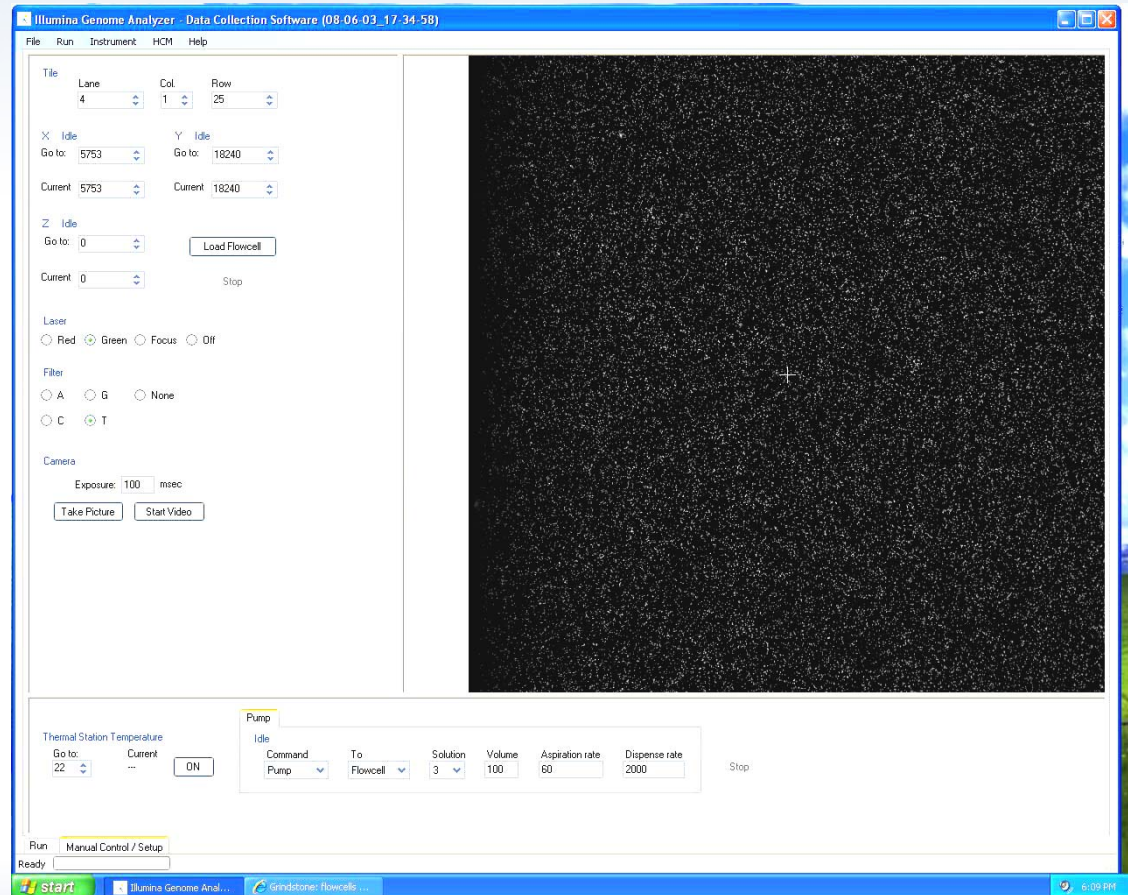 Illumina Genome Analyzer - Data Collection Software (08-06-03_17-34-58)
File Run Instrument HCM Help
Tile
Lane Col. Row
4 1 25
X Idle Y Idle
Go to: 5753 Go to: 18240
Current 5753 Current 18240
Z Idle
Go to: 0 Load Flowcell
Current 0 Stop
Laser
Red Green Focus Off
Filter
A G None
C T
Camera
Exposure: 100 msec
Take Picture Start Video
Pump
Thermal Station Temperature Idle
Go to: Current Command To Solution Volume Aspiration rate Dispense rate
22 --- ON Pump Flowcell 3 100 60 2000 Stop
Run Manual Control / Setup
Ready
start Illumina Genome Anal... Grindstone: flowcells ... 6:09 PM